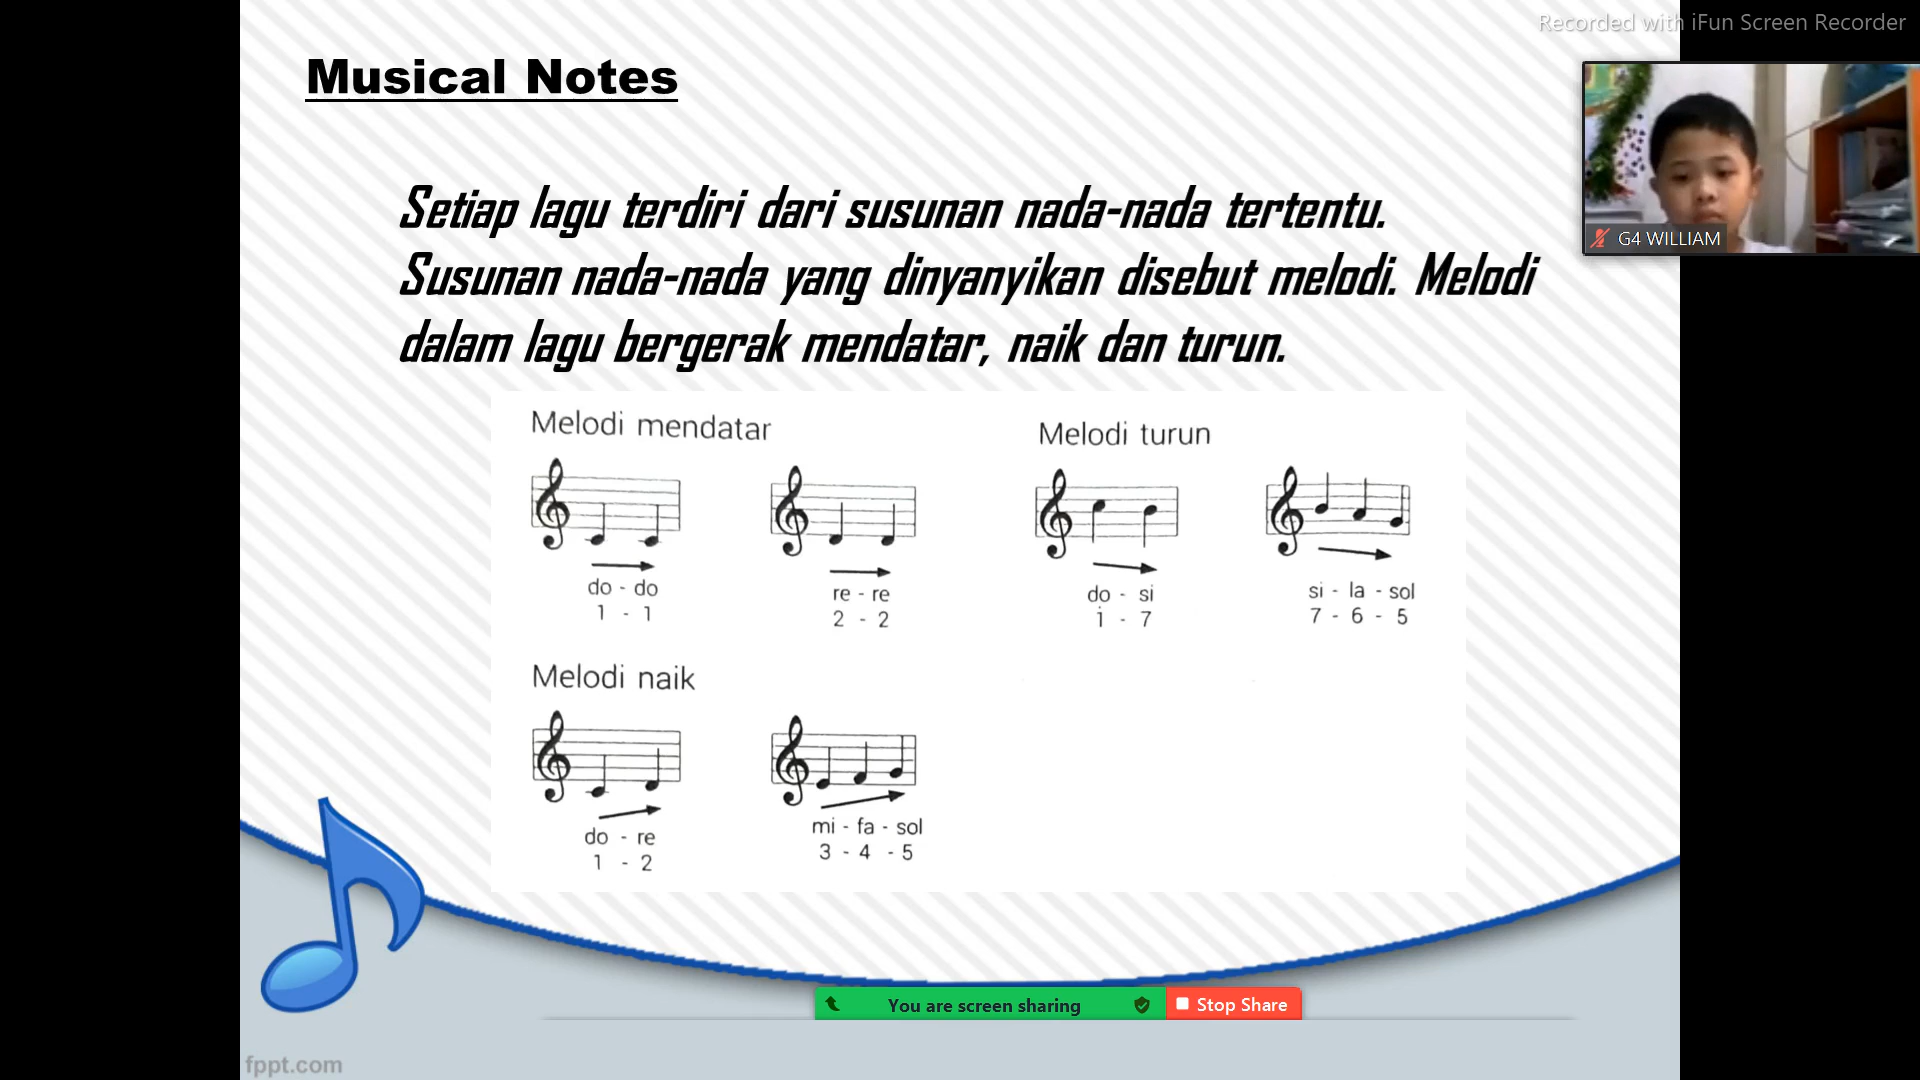 Recorded with iFun Screen Recorder
Musical Notes
G4 WILLIAM
Setiap lagu terdiri dari susunan nada-nada tertentu.
Susunan nada-nada yang dinyanyikan disebut melodi. Melodi
dalam lagu bergerak mendatar, naik dan turun.
Melodi mendatar
do - do
1 - 1
re - re
2 - 2
Melodi turun
do - si
i - 7
si - la - sol
7 - 6 - 5
Melodi naik
do - re
1 - 2
mi - fa - sol
3 - 4 - 5
You are screen sharing
Stop Share
fppt.com